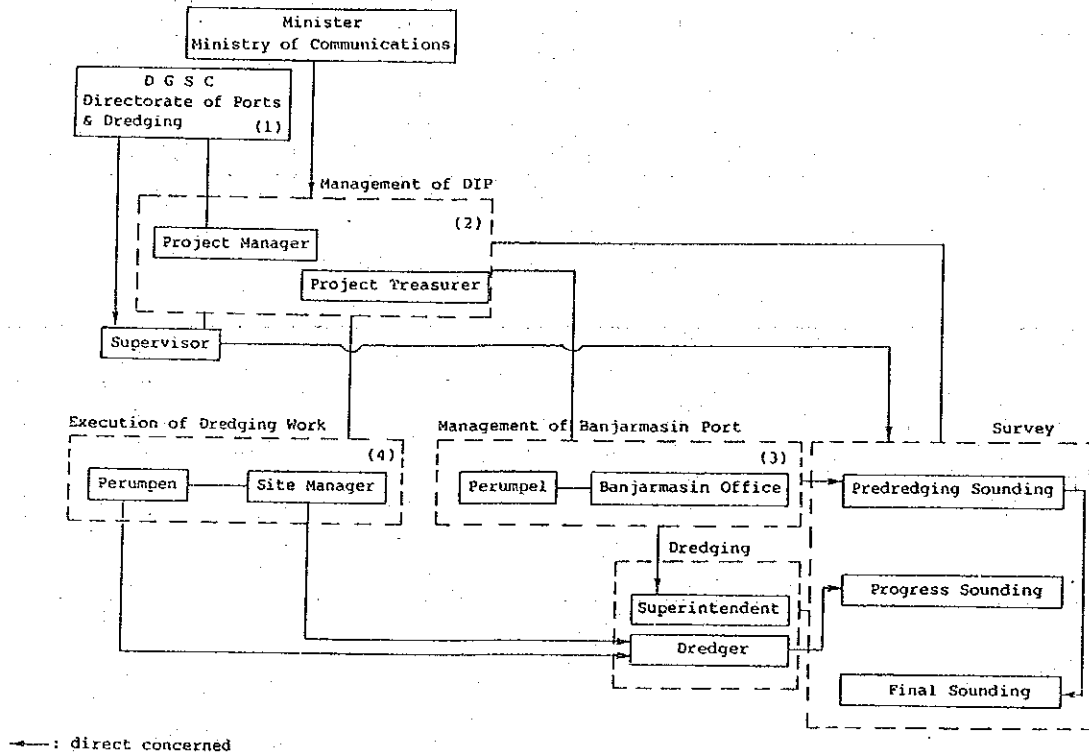 Minister
Ministry of Communications
D G S C
Directorate of Ports
& Dredging (1)
Management of DIP
(2)
Project Manager
Project Treasurer
Supervisor
Execution of Dredging Work
(4)
Perumpen
Site Manager
Management of Banjarmasin Port
(3)
Perumpel
Banjarmasin Office
Survey
Predredging Sounding
Dredging
Superintendent
Progress Sounding
Dredger
Final Sounding
: direct concerned